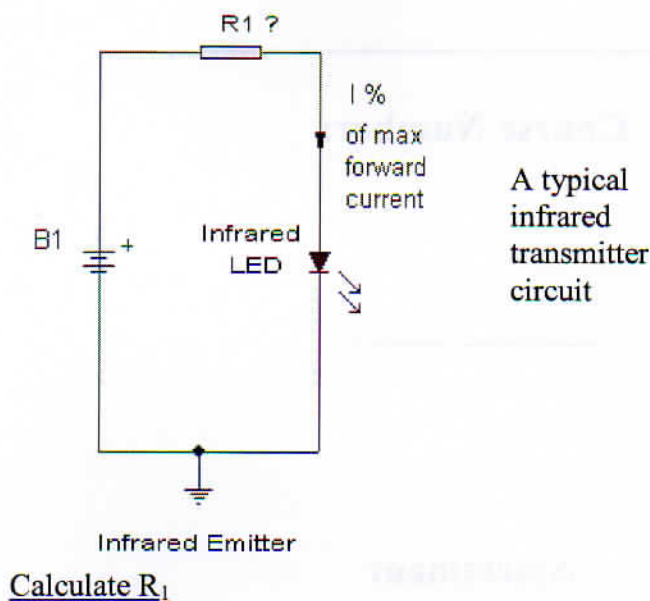 R1 ?
I %
of max
forward
current
A typical
infrared
transmitter
circuit
B1
+
Infrared
LED
Infrared Emitter
Calculate R₁